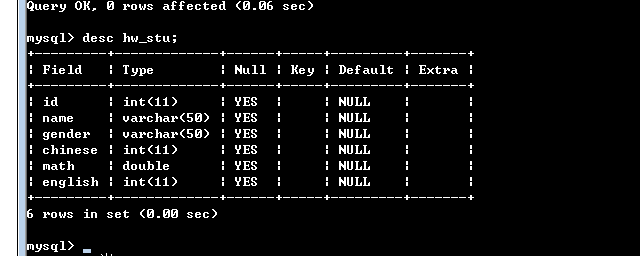 Query OK, 0 rows affected (0.06 sec)
mysql> desc hw_stu;
+---------+-------------+------+-----+---------+-------+
| Field   | Type        | Null | Key | Default | Extra |
+---------+-------------+------+-----+---------+-------+
| id      | int(11)     | YES  |     | NULL    |       |
| name    | varchar(50) | YES  |     | NULL    |       |
| gender  | varchar(50) | YES  |     | NULL    |       |
| chinese | int(11)     | YES  |     | NULL    |       |
| math    | double      | YES  |     | NULL    |       |
| english | int(11)     | YES  |     | NULL    |       |
+---------+-------------+------+-----+---------+-------+
6 rows in set (0.00 sec)
mysql> _